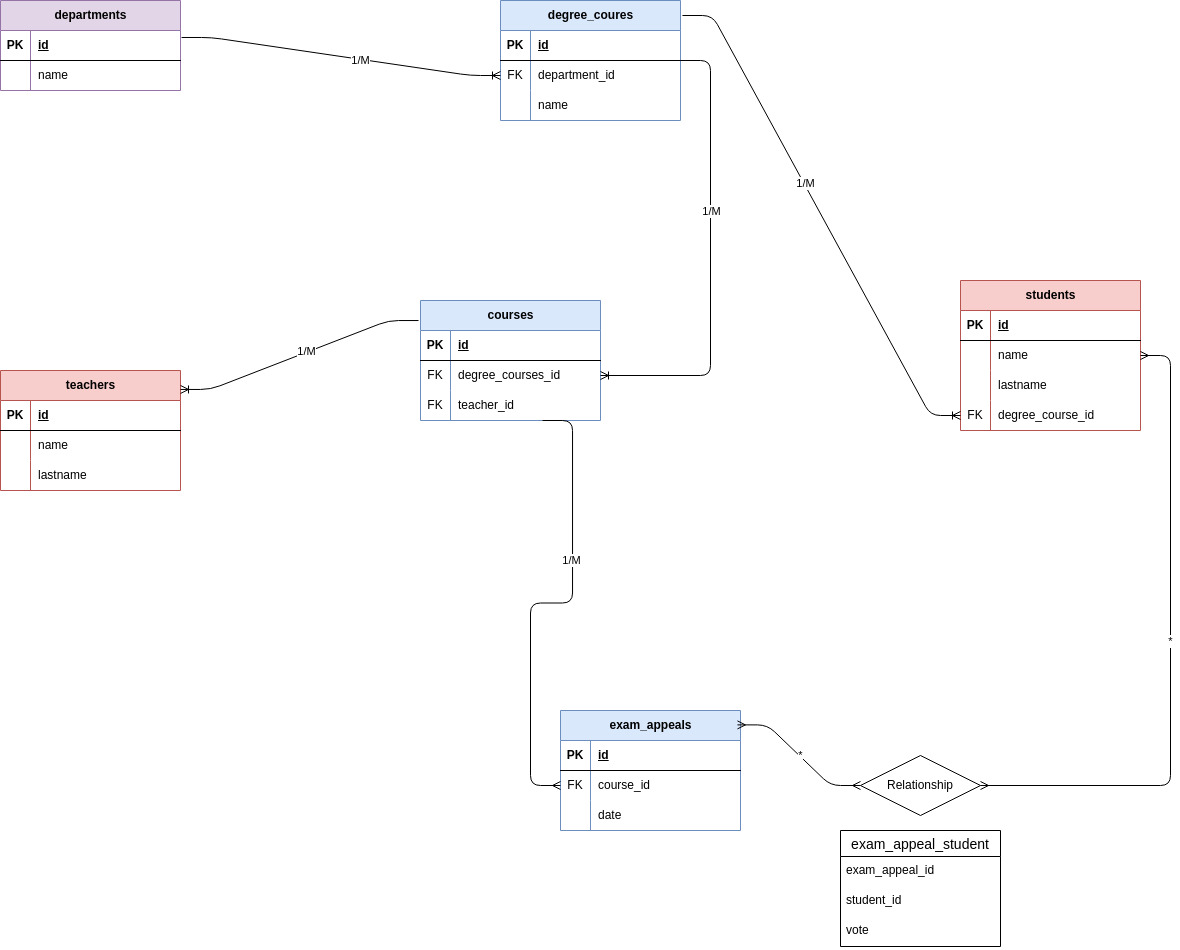 departments
PK id
name
degree_coures
PK id
FK department_id
name
1/M
1/M
1/M
students
PK id
name
lastname
FK degree_course_id
courses
PK id
FK degree_courses_id
FK teacher_id
1/M
teachers
PK id
name
lastname
1/M
*
exam_appeals
PK id
FK course_id
date
*
Relationship
exam_appeal_student
exam_appeal_id
student_id
vote